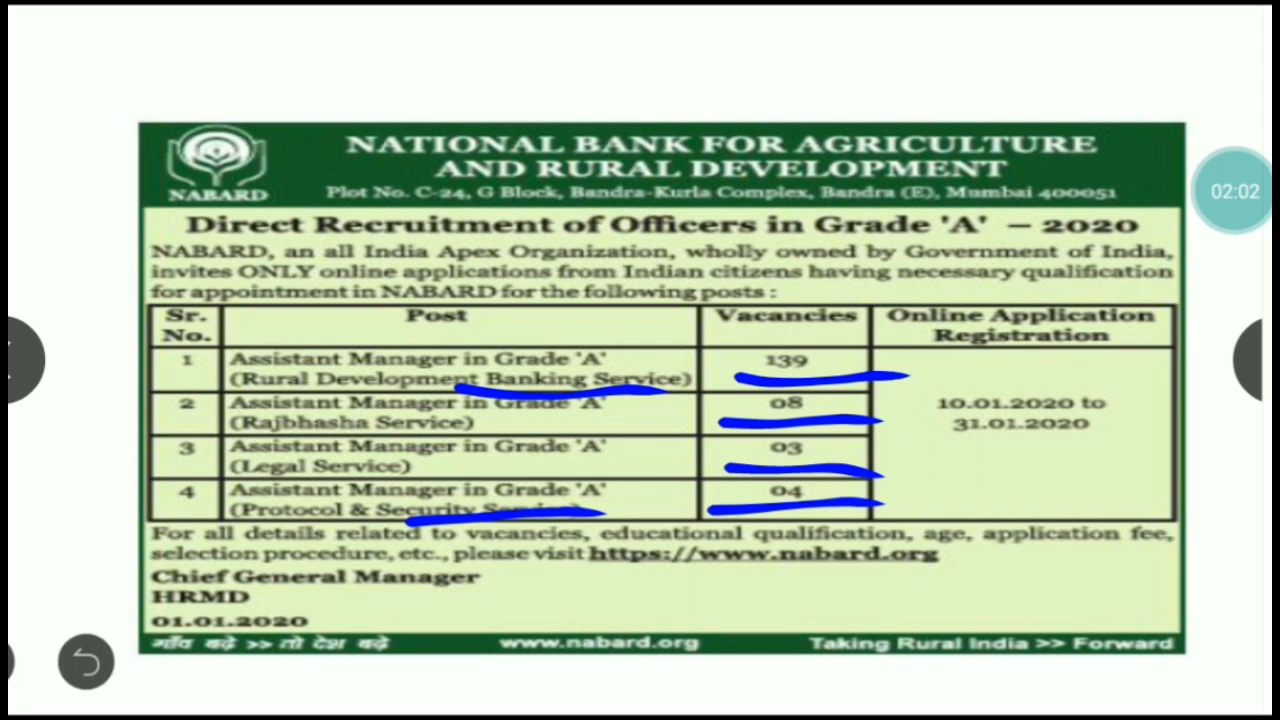 NABARD
NATIONAL BANK FOR AGRICULTURE
AND RURAL DEVELOPMENT
Plot No. C-24, G Block, Bandra-Kurla Complex, Bandra (E), Mumbai 400051
02:02
Direct Recruitment of Officers in Grade 'A' – 2020
NABARD, an all India Apex Organization, wholly owned by Government of India,
invites ONLY online applications from Indian citizens having necessary qualification
for appointment in NABARD for the following posts :
Sr. No. Post Vacancies Online Application Registration
1 Assistant Manager in Grade 'A' 139
(Rural Development Banking Service)
2 Assistant Manager in Grade 'A' 08 10.01.2020 to
(Rajbhasha Service) 31.01.2020
3 Assistant Manager in Grade 'A' 03
(Legal Service)
4 Assistant Manager in Grade 'A' 04
(Protocol & Security Service)
For all details related to vacancies, educational qualification, age, application fee,
selection procedure, etc., please visit https://www.nabard.org
Chief General Manager
HRMD
01.01.2020
गाँव बढ़े >> तो देश बढ़े www.nabard.org Taking Rural India >> Forward